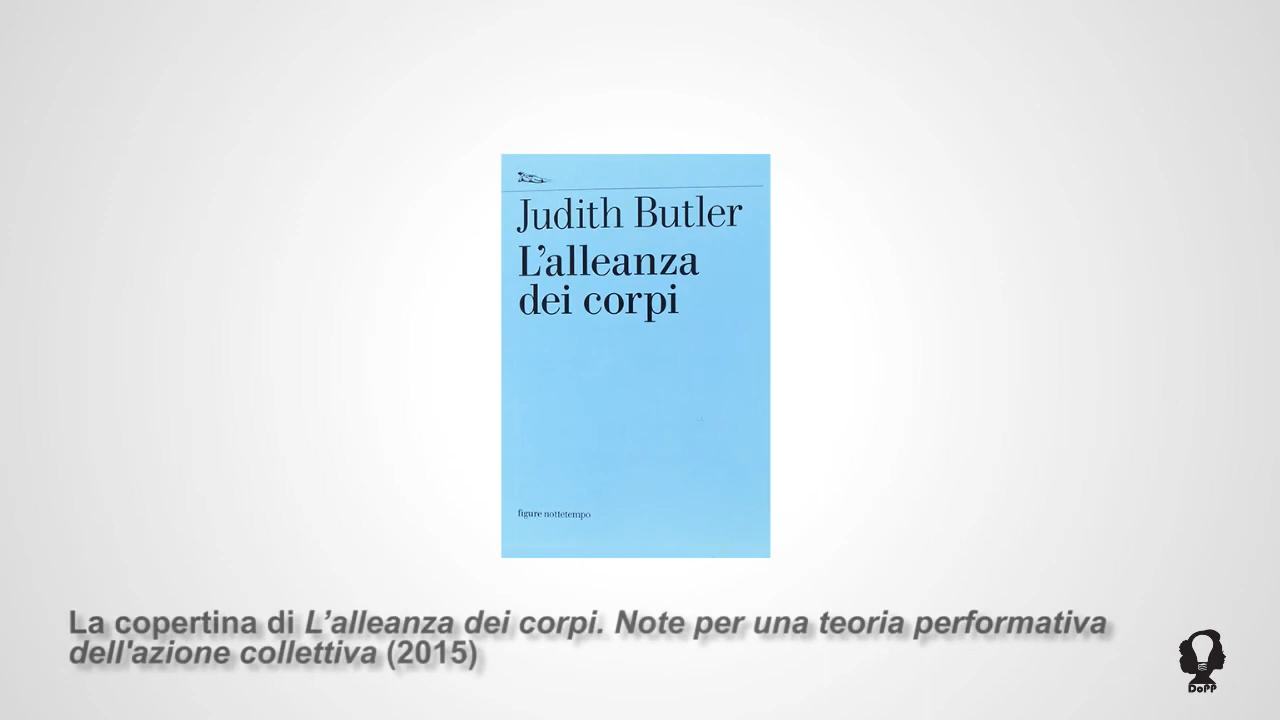 Judith Butler
L’alleanza
dei corpi
figure nottetempo
La copertina di L’alleanza dei corpi. Note per una teoria performativa
dell'azione collettiva (2015)
DoPP